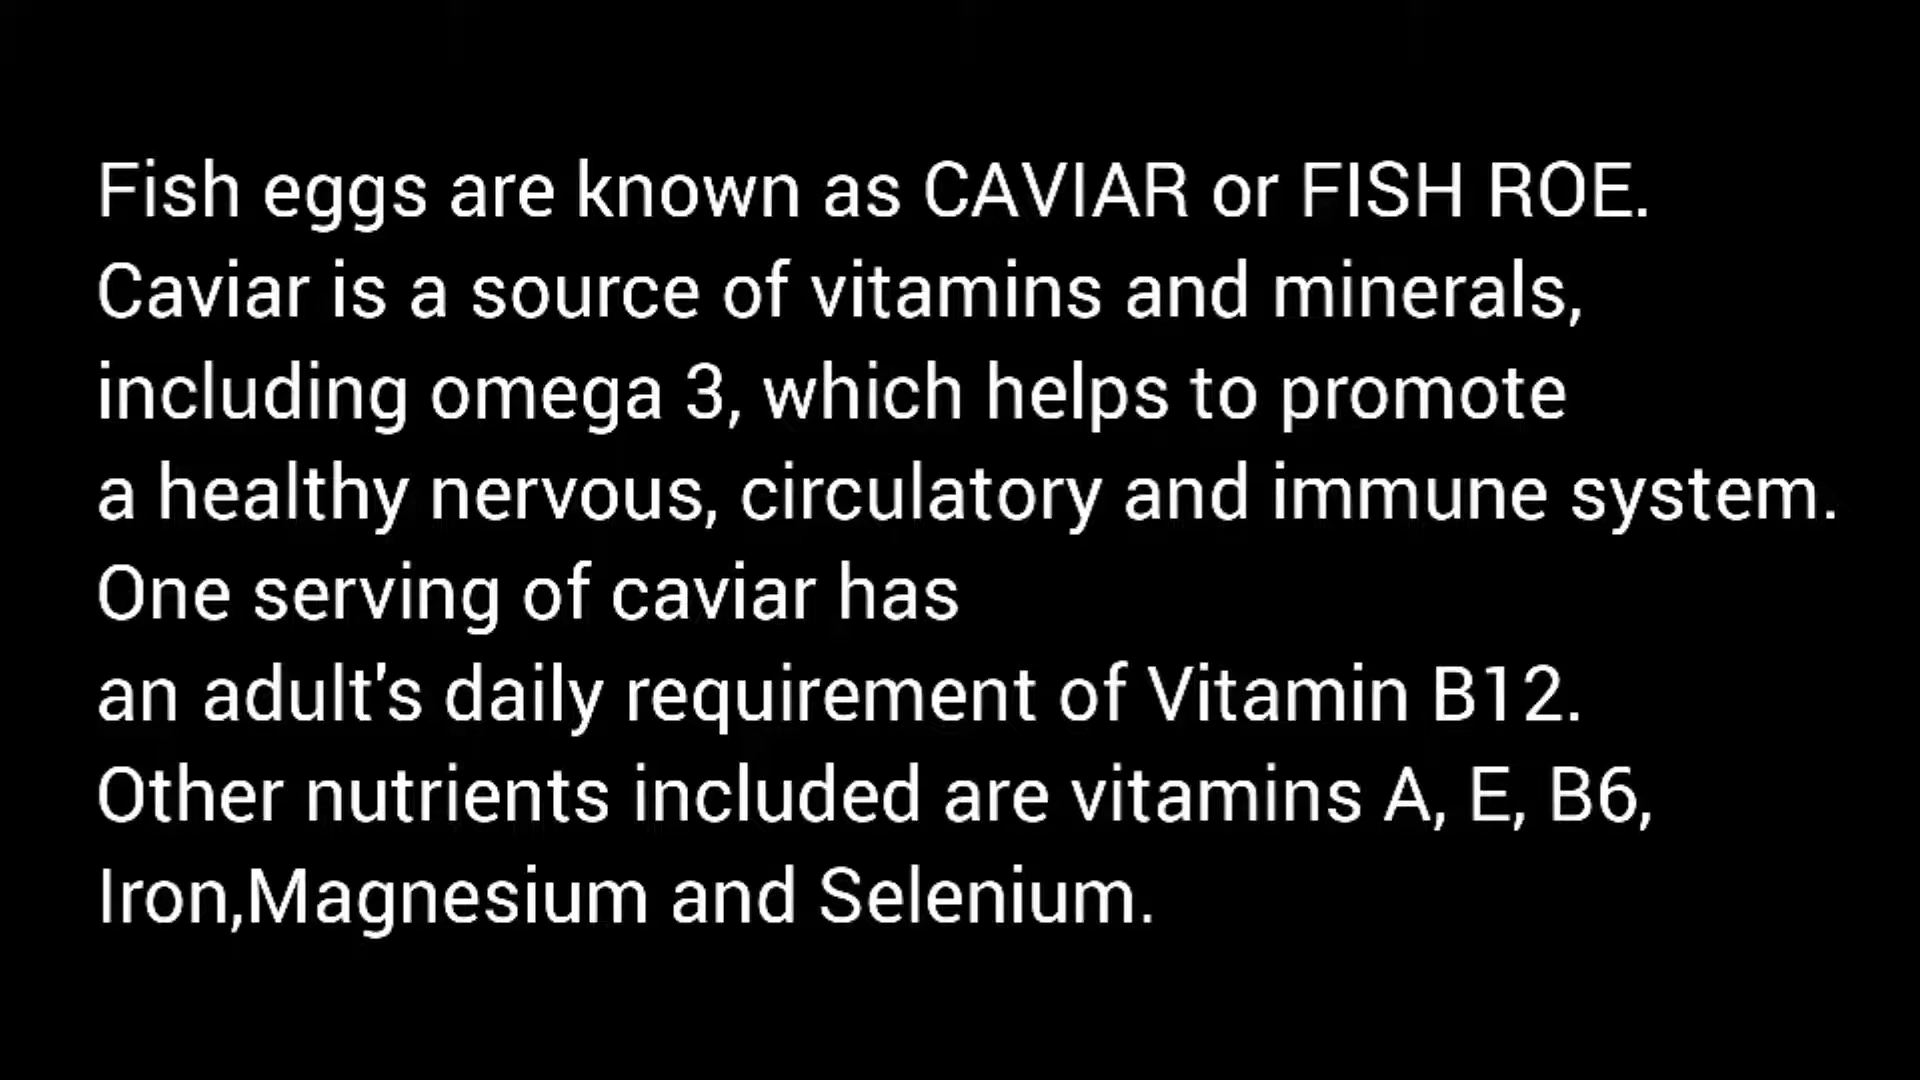 Fish eggs are known as CAVIAR or FISH ROE.
Caviar is a source of vitamins and minerals,
including omega 3, which helps to promote
a healthy nervous, circulatory and immune system.
One serving of caviar has
an adult's daily requirement of Vitamin B12.
Other nutrients included are vitamins A, E, B6,
Iron,Magnesium and Selenium.